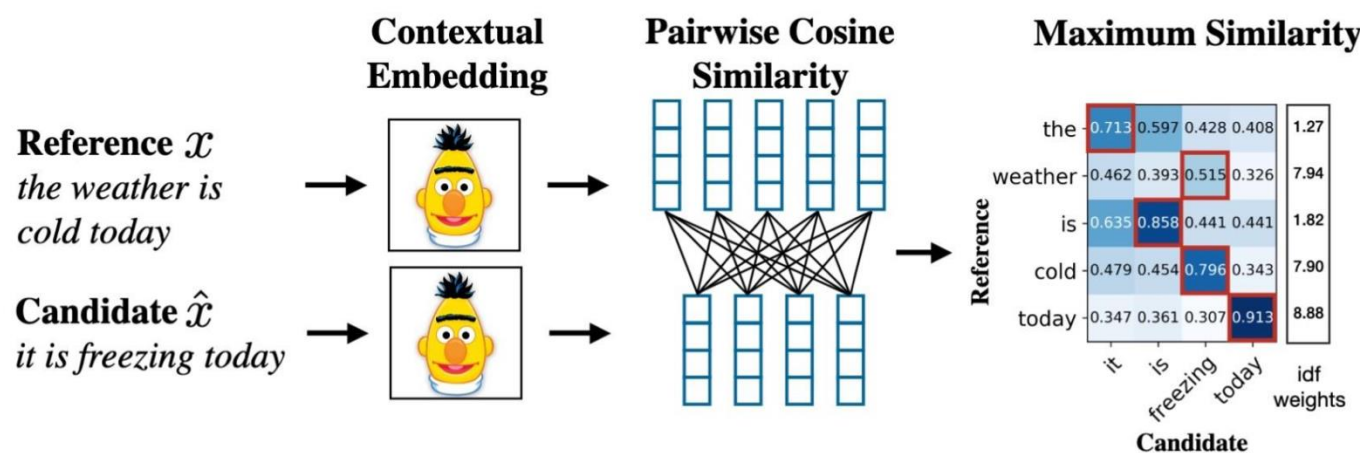 Contextual
Embedding
Pairwise Cosine
Similarity
Maximum Similarity
Reference x
the weather is
cold today
Candidate x̂
it is freezing today
Reference
the 0.713 0.597 0.428 0.408 1.27
weather 0.462 0.393 0.515 0.326 7.94
is 0.635 0.858 0.441 0.441 1.82
cold 0.479 0.454 0.796 0.343 7.90
today 0.347 0.361 0.307 0.913 8.88
it is freezing today
idf
weights
Candidate